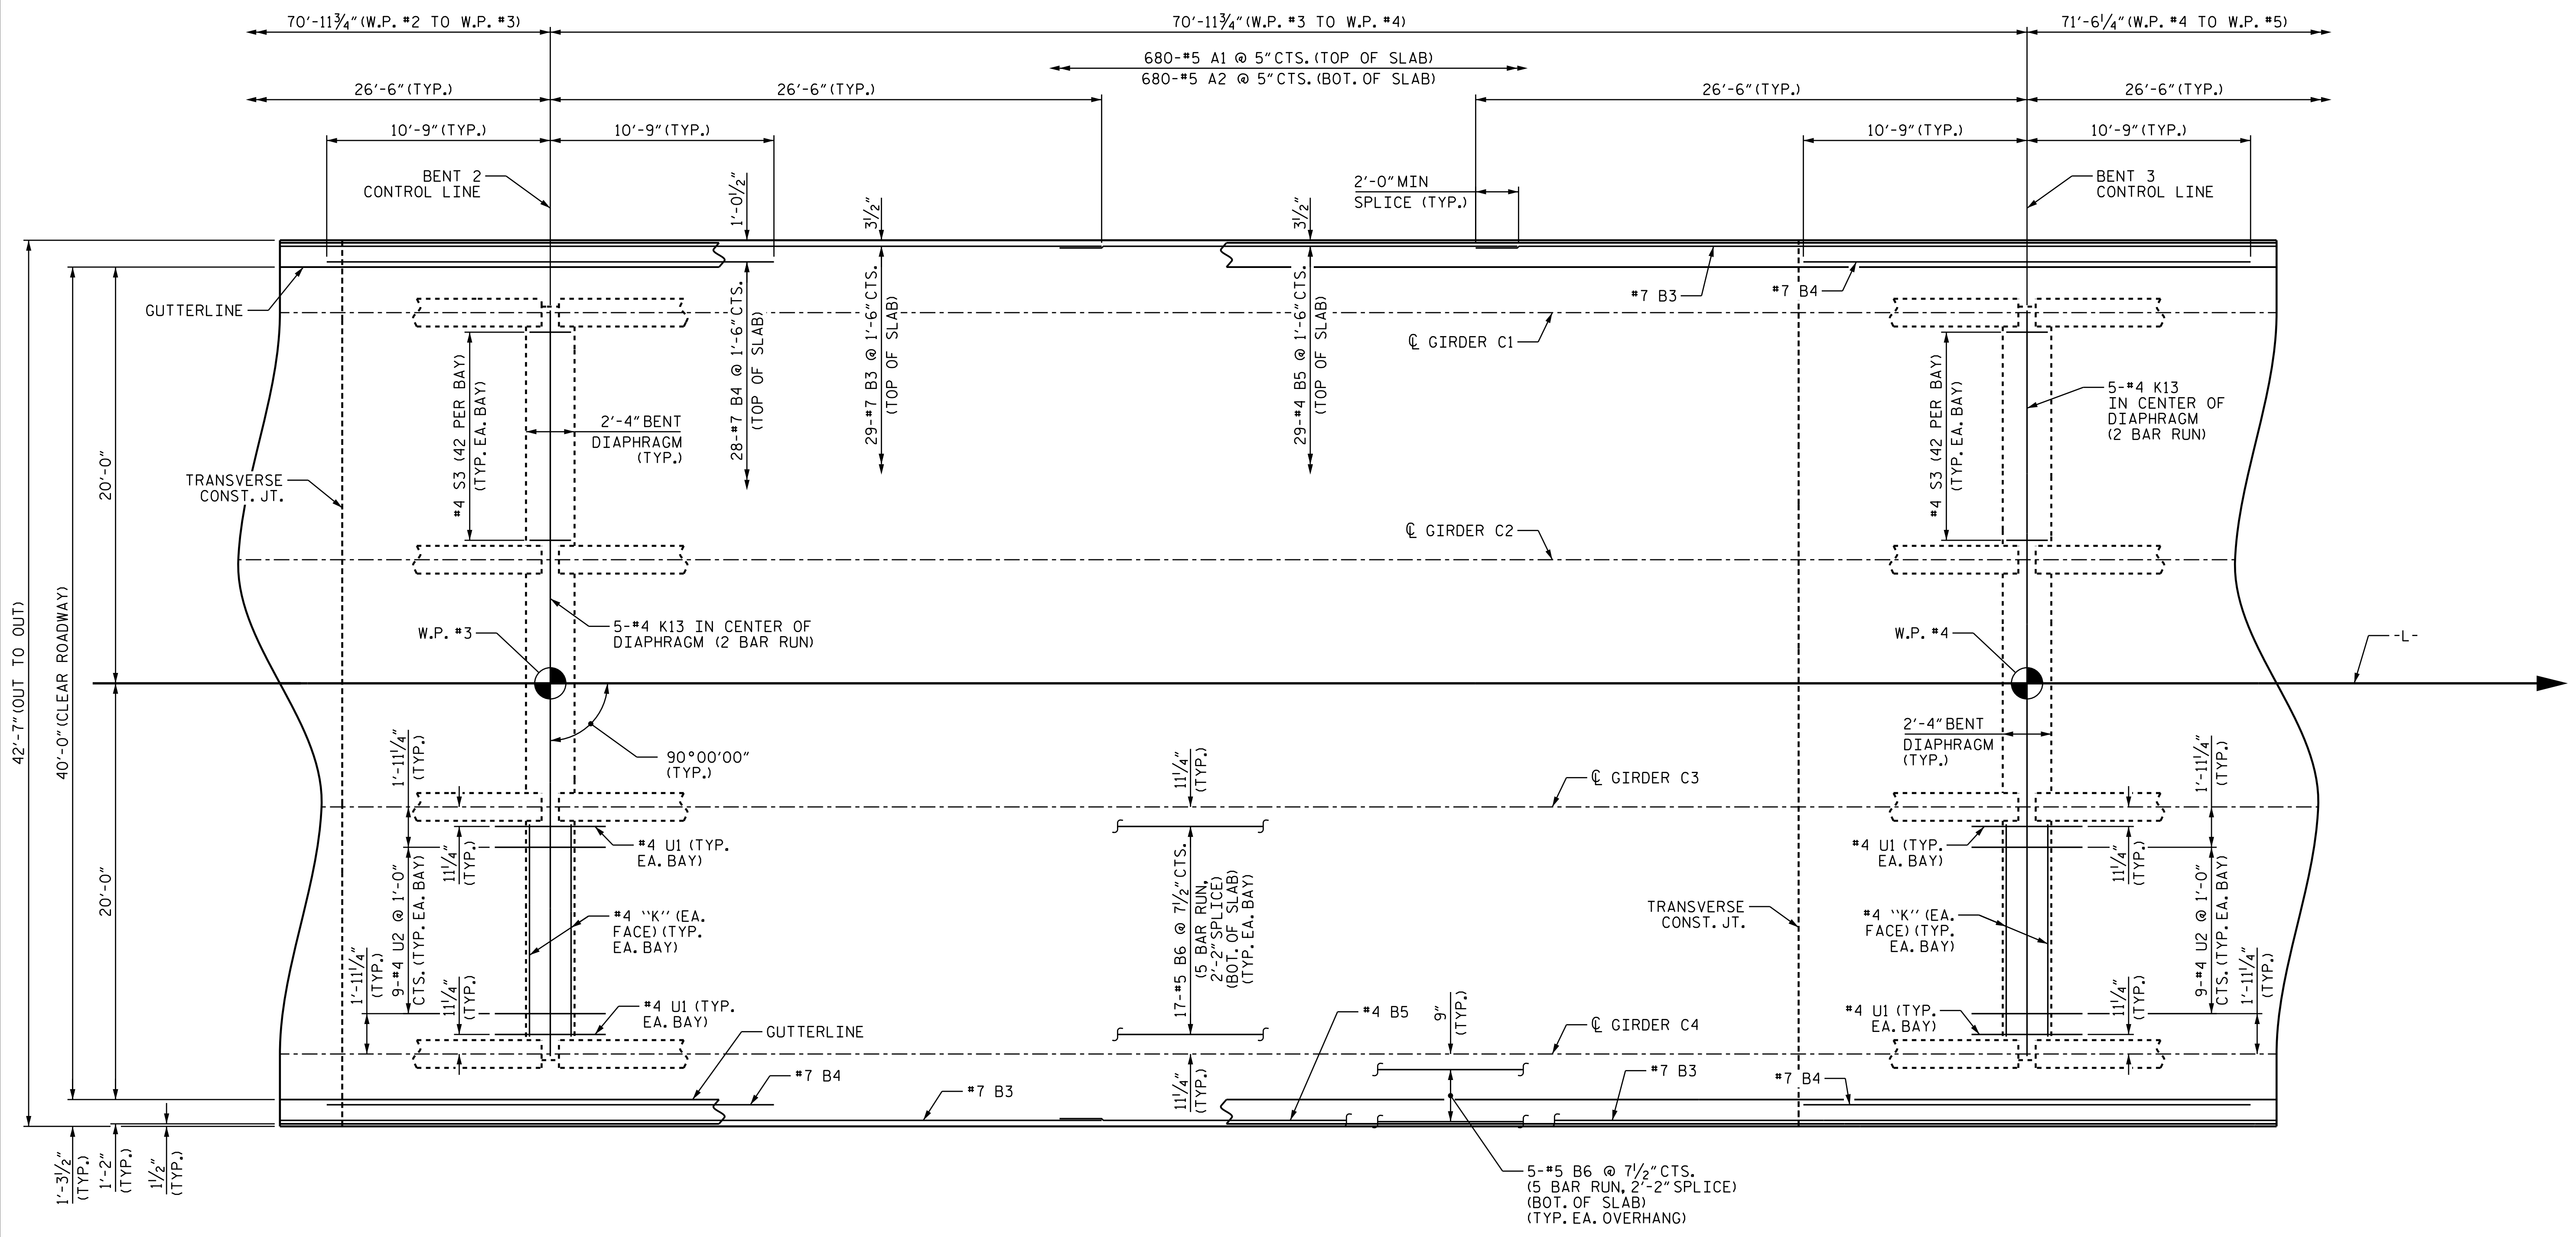 70'-11¾" (W.P. #2 TO W.P. #3)
70'-11¾" (W.P. #3 TO W.P. #4)
71'-6¼" (W.P. #4 TO W.P. #5)
680-#5 A1 @ 5" CTS. (TOP OF SLAB)
680-#5 A2 @ 5" CTS. (BOT. OF SLAB)
26'-6" (TYP.)
26'-6" (TYP.)
26'-6" (TYP.)
26'-6" (TYP.)
10'-9" (TYP.)
10'-9" (TYP.)
10'-9" (TYP.)
10'-9" (TYP.)
BENT 2
CONTROL LINE
1'-0½"
3½"
3½"
2'-0" MIN
SPLICE (TYP.)
BENT 3
CONTROL LINE
GUTTERLINE
#7 B3
#7 B4
28-#7 B4 @ 1'-6" CTS.
(TOP OF SLAB)
29-#7 B3 @ 1'-6" CTS.
(TOP OF SLAB)
29-#4 B5 @ 1'-6" CTS.
(TOP OF SLAB)
℄ GIRDER C1
#4 S3 (42 PER BAY)
(TYP. EA. BAY)
2'-4" BENT
DIAPHRAGM
(TYP.)
#4 S3 (42 PER BAY)
(TYP. EA. BAY)
5-#4 K13
IN CENTER OF
DIAPHRAGM
(2 BAR RUN)
TRANSVERSE
CONST. JT.
20'-0"
℄ GIRDER C2
42'-7" (OUT TO OUT)
40'-0" (CLEAR ROADWAY)
W.P. #3
5-#4 K13 IN CENTER OF
DIAPHRAGM (2 BAR RUN)
W.P. #4
-L-
90°00'00"
(TYP.)
2'-4" BENT
DIAPHRAGM
(TYP.)
1'-11¼"
(TYP.)
11¼"
(TYP.)
℄ GIRDER C3
1'-11¼"
(TYP.)
20'-0"
#4 U1 (TYP.
EA. BAY)
11¼"
(TYP.)
9-#4 U2 @ 1'-0"
CTS. (TYP. EA. BAY)
#4 "K" (EA.
FACE) (TYP.
EA. BAY)
1'-11¼"
(TYP.)
11¼"
(TYP.)
#4 U1 (TYP.
EA. BAY)
17-#5 B6 @ 7½" CTS.
(5 BAR RUN,
2'-2" SPLICE)
(BOT. OF SLAB)
(TYP. EA. BAY)
TRANSVERSE
CONST. JT.
#4 U1 (TYP.
EA. BAY)
11¼"
(TYP.)
#4 "K" (EA.
FACE) (TYP.
EA. BAY)
9-#4 U2 @ 1'-0"
CTS. (TYP. EA. BAY)
11¼"
(TYP.)
1'-11¼"
(TYP.)
#4 U1 (TYP.
EA. BAY)
GUTTERLINE
#4 B5
9"
(TYP.)
℄ GIRDER C4
#7 B4
#7 B3
11¼"
(TYP.)
#7 B3
#7 B4
1'-3½"
(TYP.)
1'-2"
(TYP.)
1½"
(TYP.)
5-#5 B6 @ 7½" CTS.
(5 BAR RUN, 2'-2" SPLICE)
(BOT. OF SLAB)
(TYP. EA. OVERHANG)